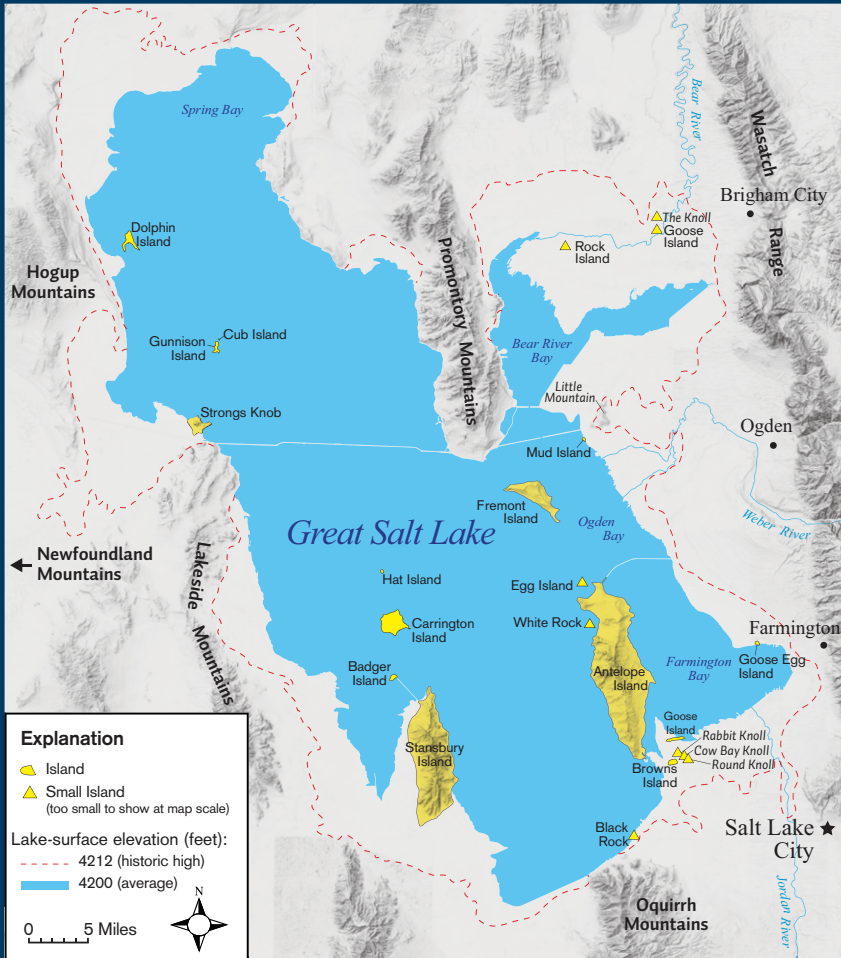 Spring Bay
Bear River
Wasatch
Range
Brigham City
The Knoll
Goose
Island
Rock
Island
Dolphin
Island
Hogup
Mountains
Promontory Mountains
Cub Island
Gunnison
Island
Bear River
Bay
Little
Mountain
Strongs Knob
Ogden
Mud Island
Fremont
Island
Ogden
Bay
Weber River
Great Salt Lake
Newfoundland
Mountains
Lakeside
Mountains
Hat Island
Egg Island
Carrington
Island
White Rock
Farmington
Badger
Island
Antelope
Island
Farmington
Bay
Goose Egg
Island
Stansbury
Island
Goose
Island
Rabbit Knoll
Cow Bay Knoll
Round Knoll
Browns
Island
Black
Rock
Salt Lake
City
Oquirrh
Mountains
Jordan River
Explanation
Island
Small Island
(too small to show at map scale)
Lake-surface elevation (feet):
4212 (historic high)
4200 (average)
N
0 5 Miles